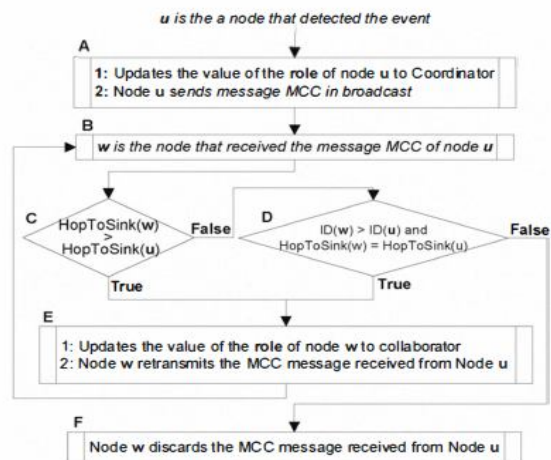 u is the a node that detected the event
A
1: Updates the value of the role of node u to Coordinator
2: Node u sends message MCC in broadcast
B
w is the node that received the message MCC of node u
C
HopToSink(w)
>
HopToSink(u)
False
True
D
ID(w) > ID(u) and
HopToSink(w) = HopToSink(u)
False
True
E
1: Updates the value of the role of node w to collaborator
2: Node w retransmits the MCC message received from Node u
F
Node w discards the MCC message received from Node u